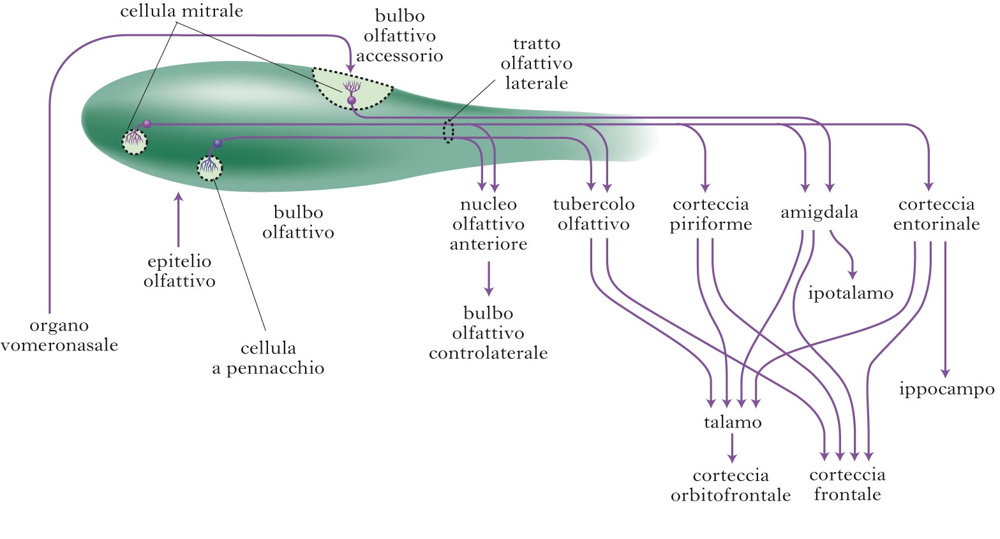 cellula mitrale
bulbo
olfattivo
accessorio
tratto
olfattivo
laterale
bulbo
olfattivo
epitelio
olfattivo
organo
vomeronasale
cellula
a pennacchio
nucleo
olfattivo
anteriore
tubercolo
olfattivo
corteccia
piriforme
amigdala
corteccia
entorinale
bulbo
olfattivo
controlaterale
ipotalamo
ippocampo
talamo
corteccia
orbitofrontale
corteccia
frontale